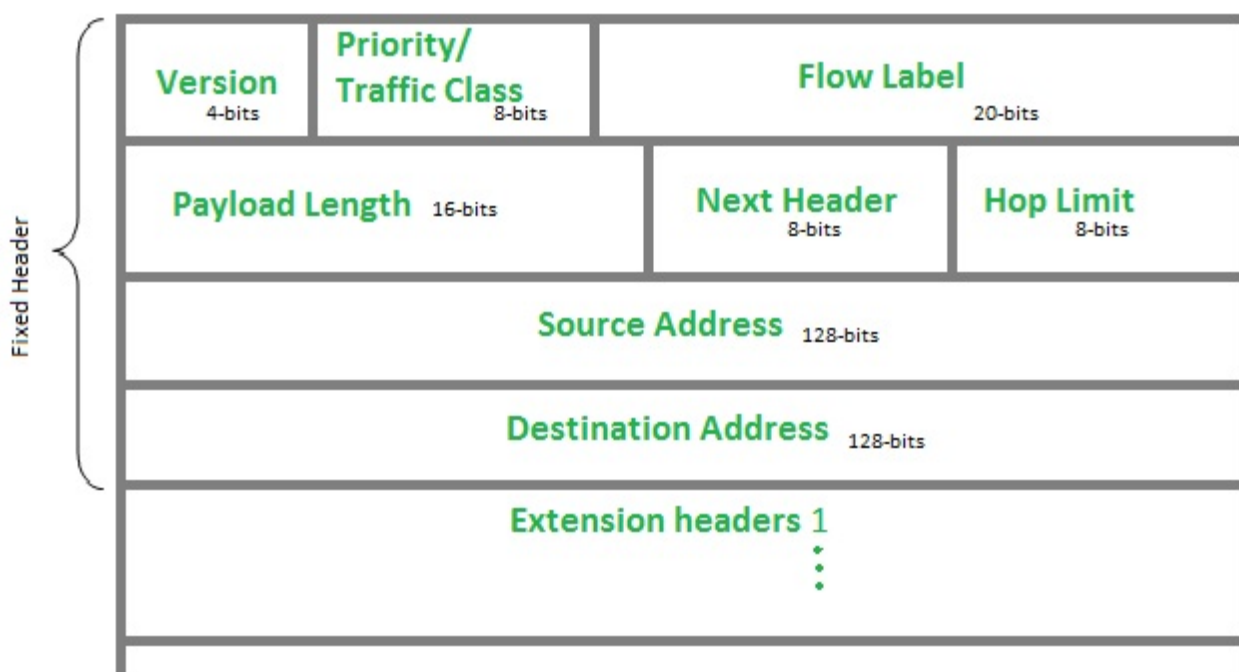 Version
4-bits
Priority/
Traffic Class
8-bits
Flow Label
20-bits
Payload Length 16-bits
Next Header
8-bits
Hop Limit
8-bits
Fixed Header
Source Address 128-bits
Destination Address 128-bits
Extension headers 1